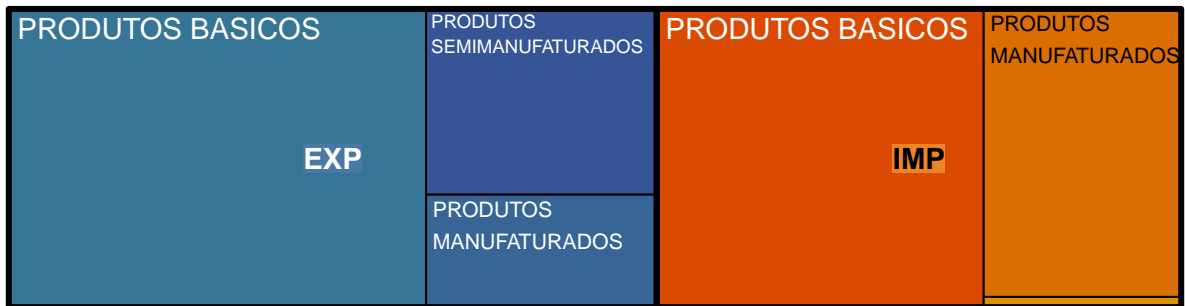 PRODUTOS BASICOS
PRODUTOS
SEMIMANUFATURADOS
EXP
PRODUTOS
MANUFATURADOS
PRODUTOS BASICOS
IMP
PRODUTOS
MANUFATURADOS